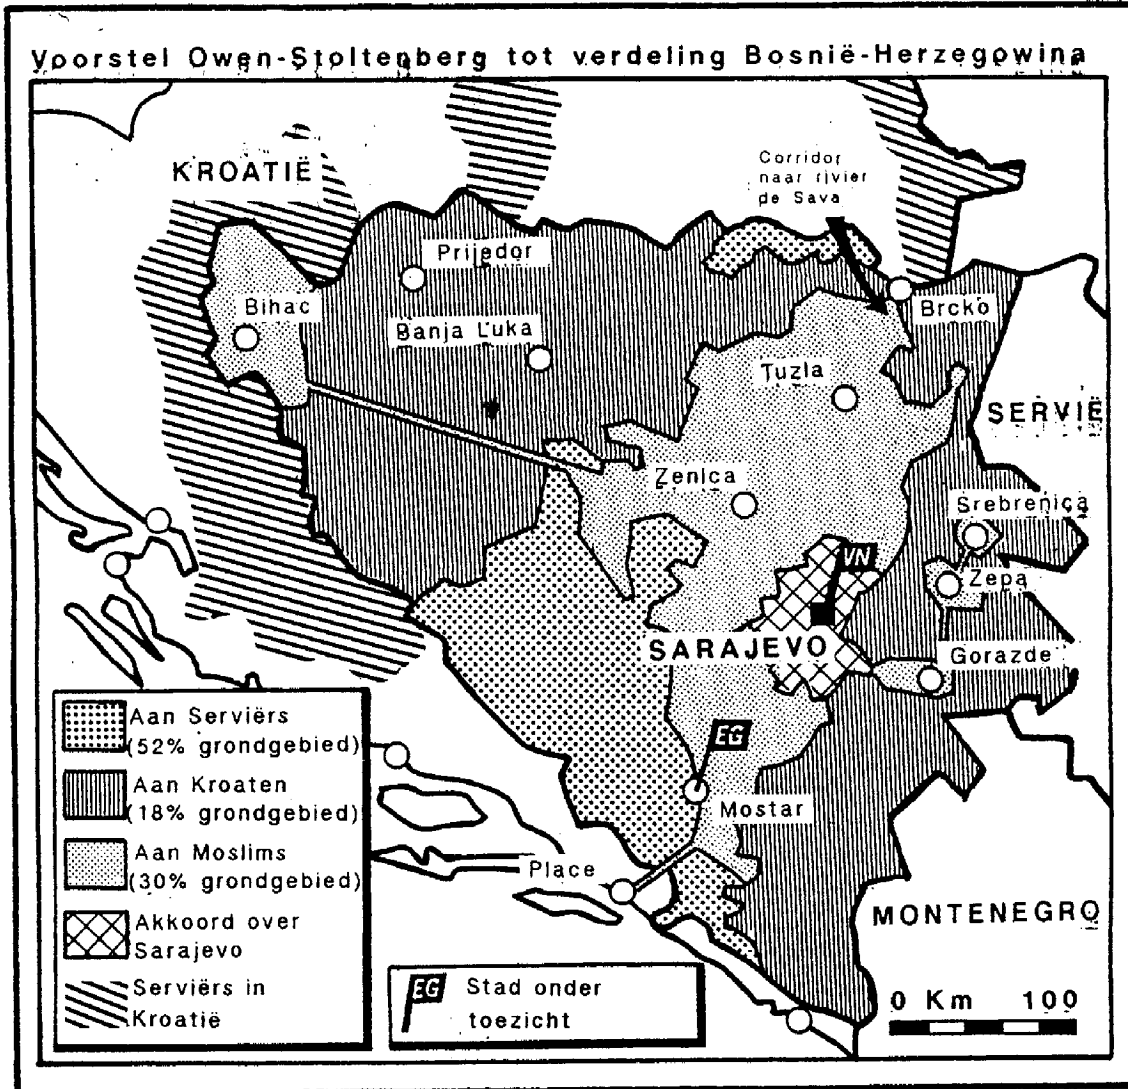 Voorstel Owen-Stoltenberg tot verdeling Bosnië-Herzegowina
KROATIË
Corridor
naar rivier
de Sava
Prijedor
Bihac
Banja Luka
Brcko
Tuzla
SERVIË
Zenica
Srebrenica
VN
Zepa
SARAJEVO
Gorazde
EG
Mostar
Place
MONTENEGRO
Aan Serviërs
(52% grondgebied)
Aan Kroaten
(18% grondgebied)
Aan Moslims
(30% grondgebied)
Akkoord over
Sarajevo
Serviërs in
Kroatië
EG Stad onder
toezicht
0 Km 100